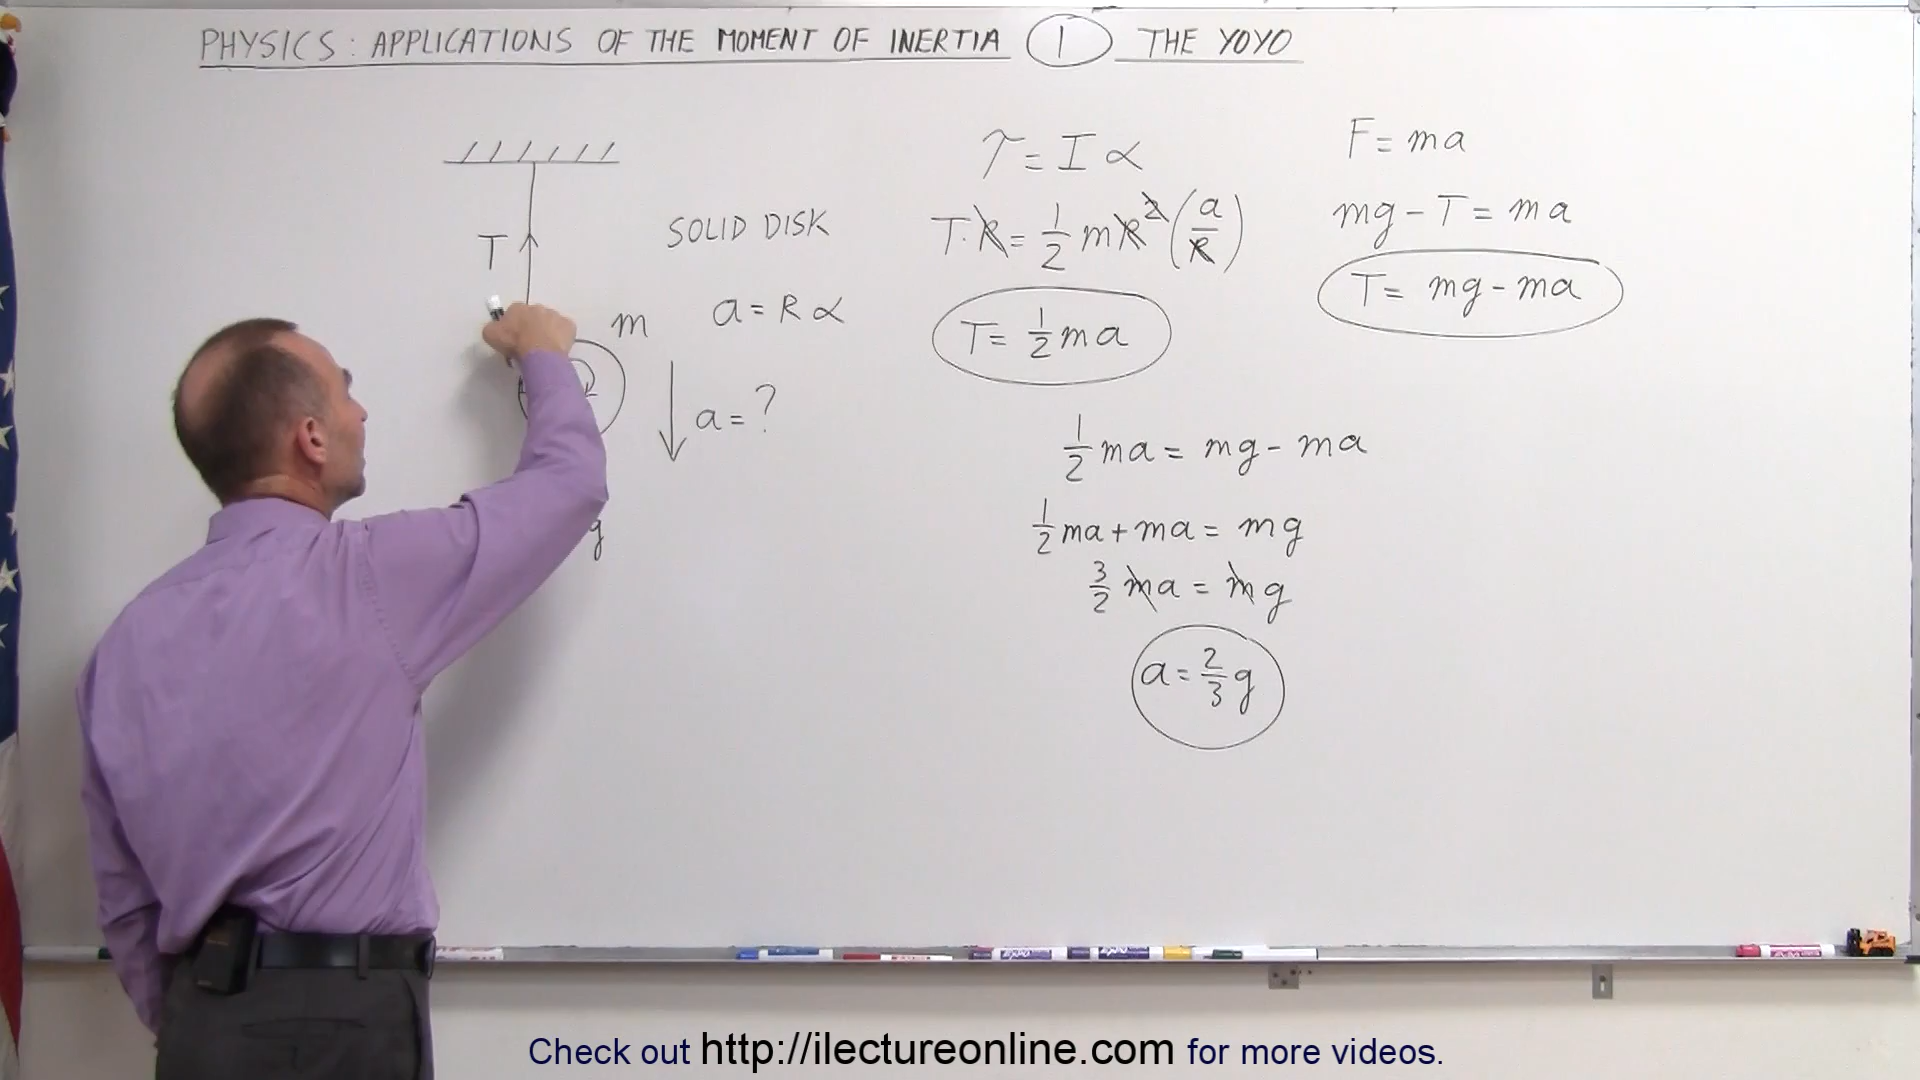 PHYSICS: APPLICATIONS OF THE MOMENT OF INERTIA 1 THE YOYO
T
m
g
SOLID DISK
a = R α
a = ?
τ = I α
T·R = 1/2 mR² (a/R)
T = 1/2 ma
F = ma
mg - T = ma
T = mg - ma
1/2 ma = mg - ma
1/2 ma + ma = mg
3/2 ma = mg
a = 2/3 g
Check out http://ilectureonline.com for more videos.